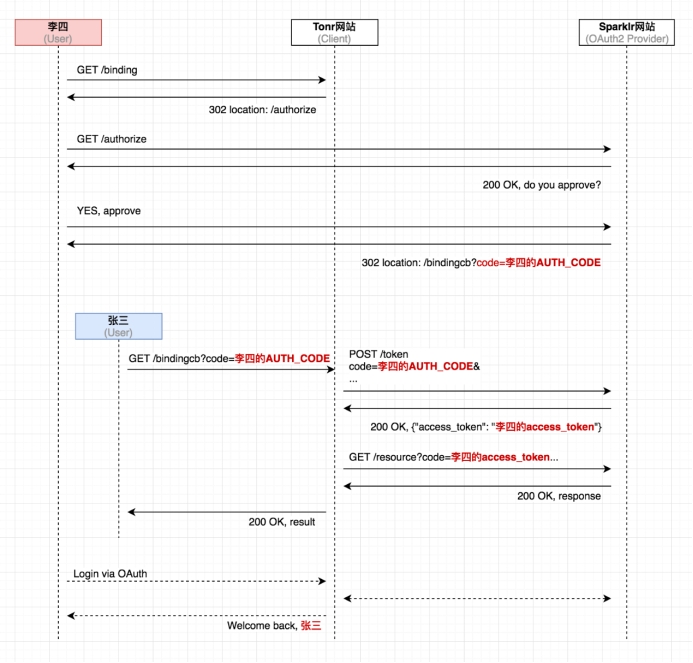 李四
(User)
Tonr网站
(Client)
Sparklr网站
(OAuth2 Provider)
GET /binding
302 location: /authorize
GET /authorize
200 OK, do you approve?
YES, approve
302 location: /bindingcb?code=李四的AUTH_CODE
张三
(User)
GET /bindingcb?code=李四的AUTH_CODE
POST /token
code=李四的AUTH_CODE&
...
200 OK, {"access_token": "李四的access_token"}
GET /resource?code=李四的access_token...
200 OK, response
200 OK, result
Login via OAuth
Welcome back, 张三